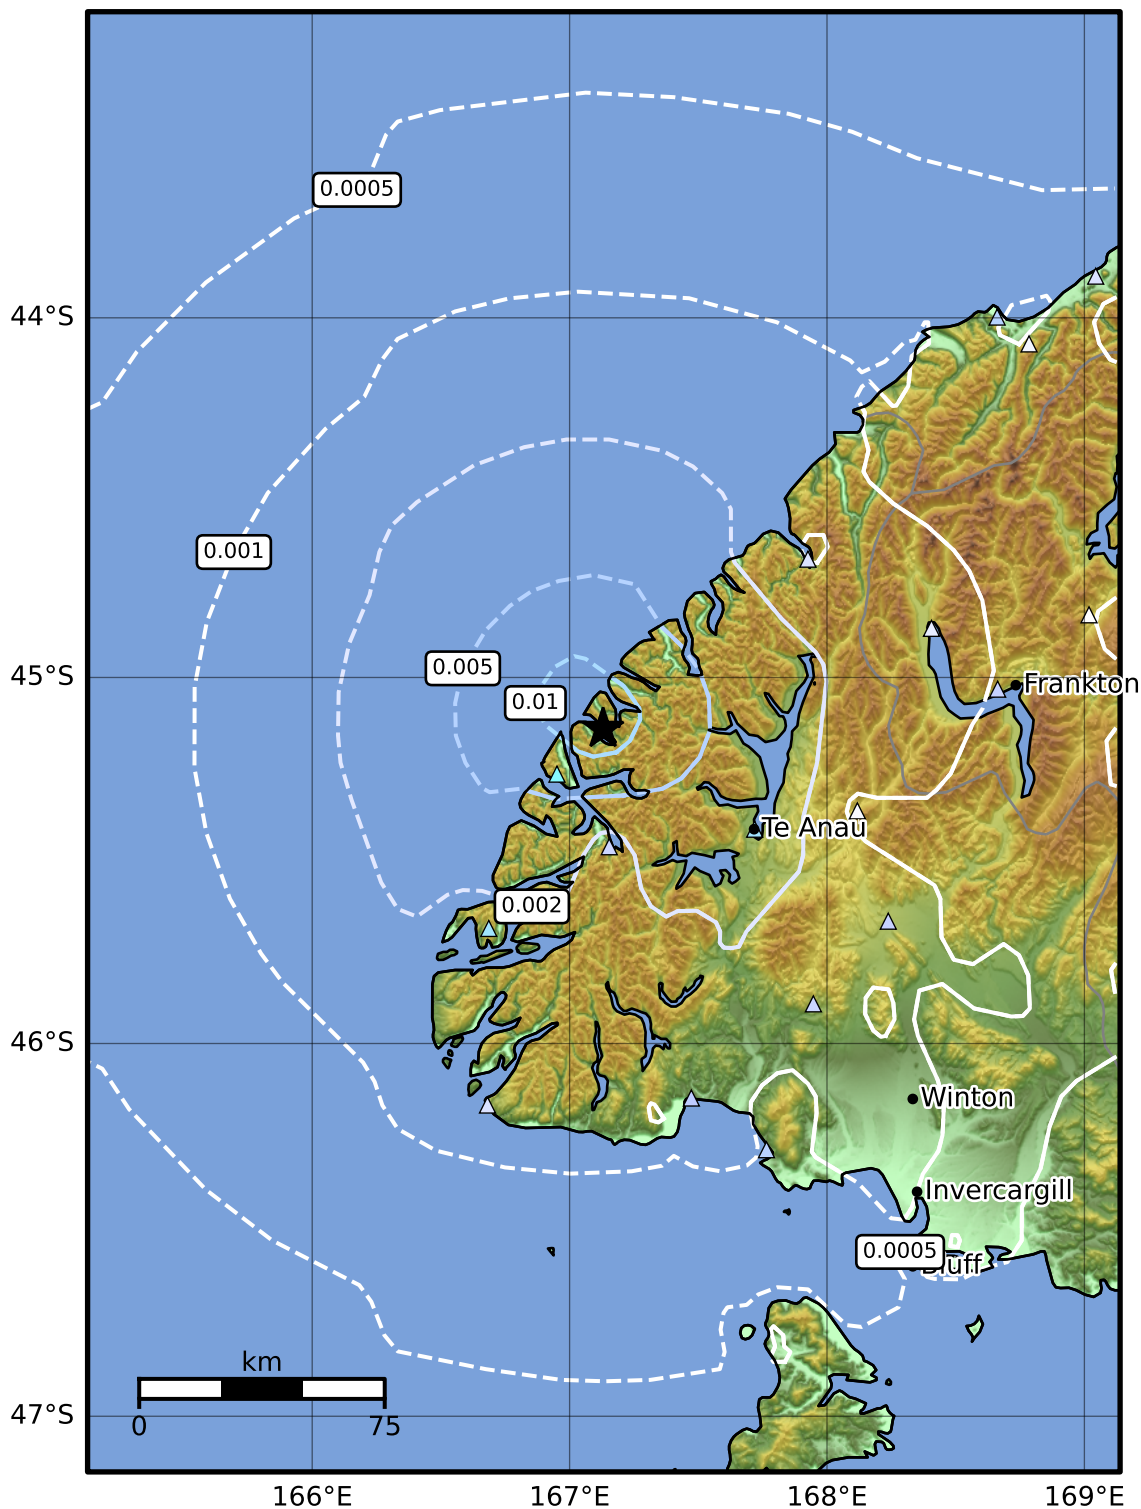 0.0005
44°S
0.001
0.005
45°S
Frankton
0.01
Te Anau
0.002
46°S
Winton
Invercargill
0.0005
Bluff
km
0
75
47°S
166°E
167°E
168°E
169°E